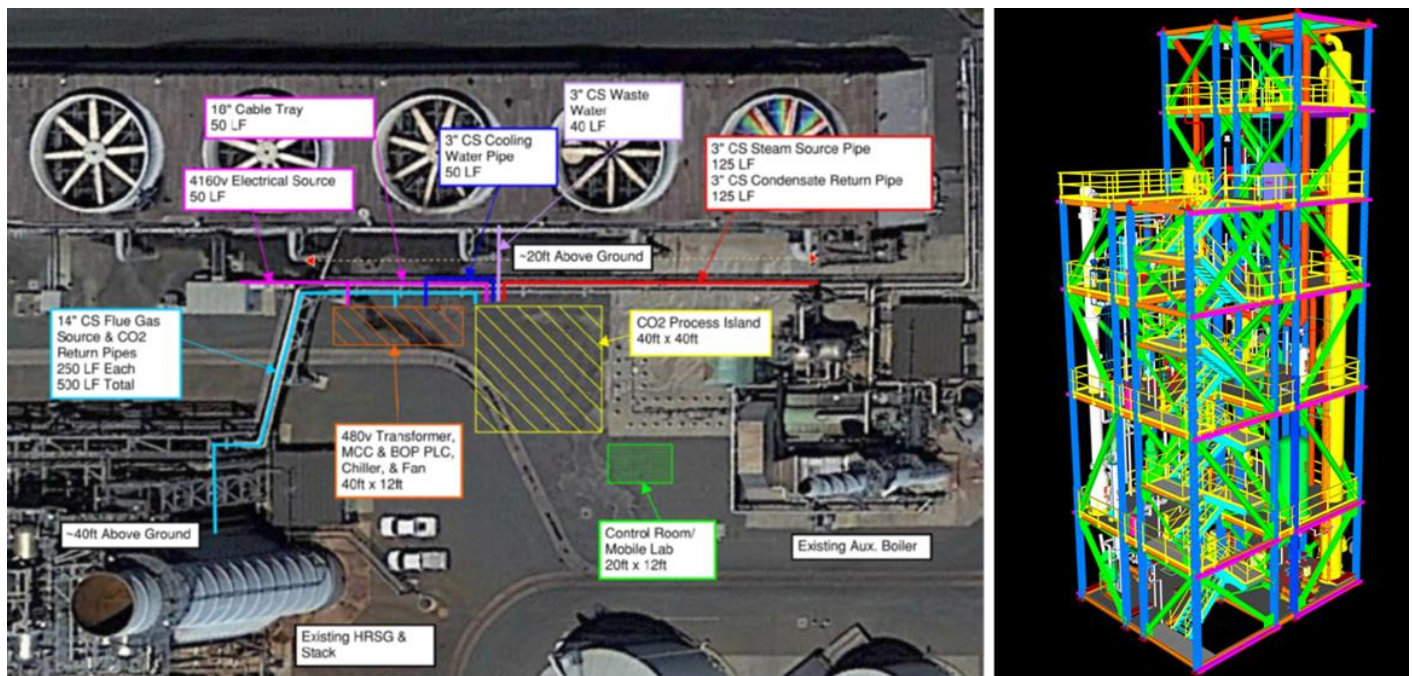 18" Cable Tray
50 LF
3" CS Waste
Water
40 LF
3" CS Cooling
Water Pipe
50 LF
3" CS Steam Source Pipe
125 LF
3" CS Condensate Return Pipe
125 LF
4160v Electrical Source
50 LF
~20ft Above Ground
14" CS Flue Gas
Source & CO2
Return Pipes
250 LF Each
500 LF Total
CO2 Process Island
40ft x 40ft
480v Transformer,
MCC & BOP PLC,
Chiller, & Fan
40ft x 12ft
~40ft Above Ground
Control Room/
Mobile Lab
20ft x 12ft
Existing Aux. Boiler
Existing HRSG &
Stack